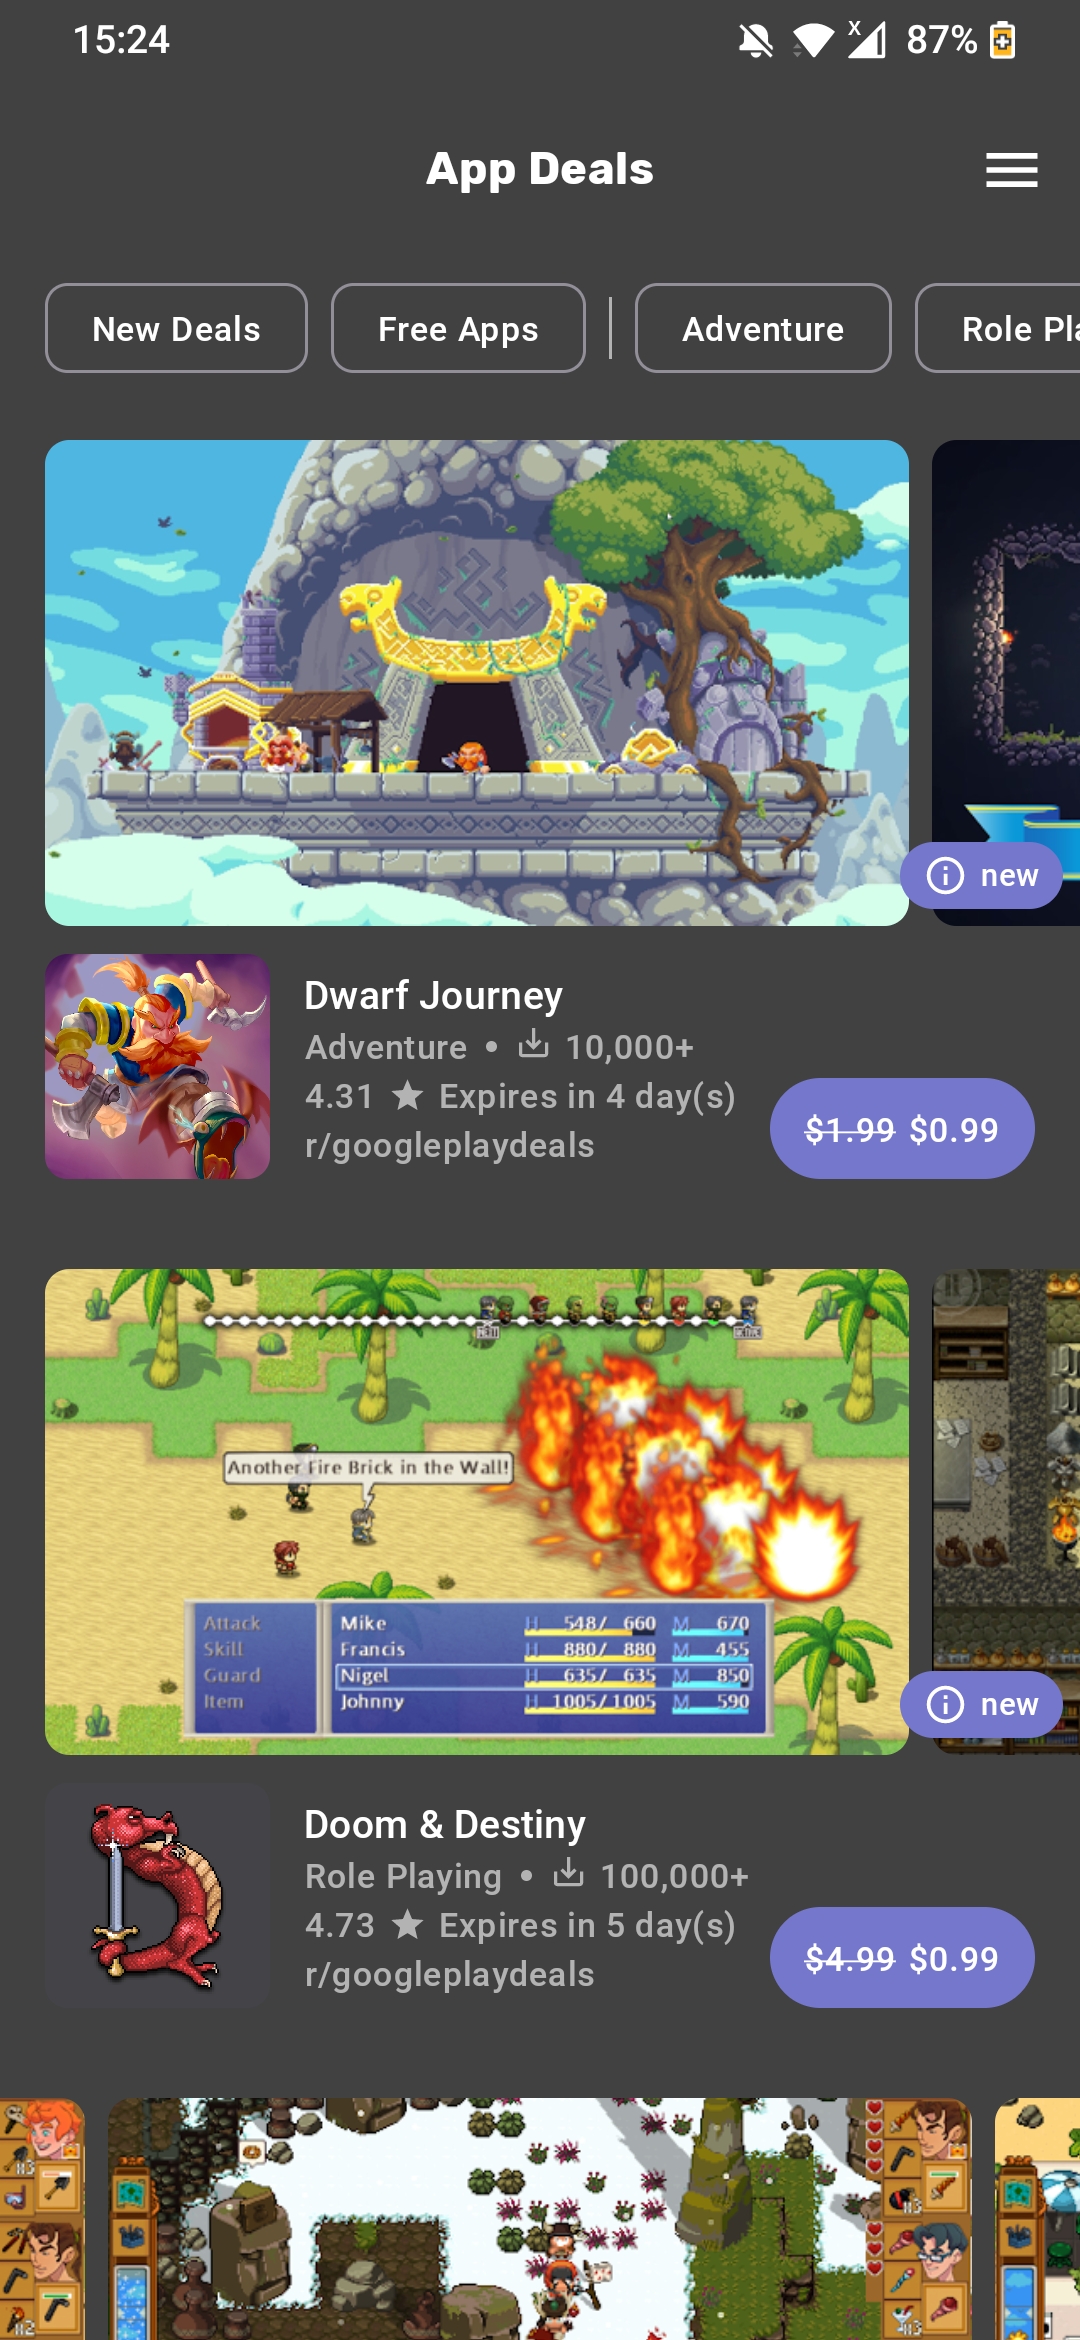 15:24
87%
App Deals
New Deals
Free Apps
Adventure
Role Pla
new
Dwarf Journey
Adventure • 10,000+
4.31 ★ Expires in 4 day(s)
r/googleplaydeals
$1.99 $0.99
Another Fire Brick in the Wall!
Attack
Skill
Guard
Item
Mike H 548/ 660 M 670
Francis H 880/ 880 M 455
Nigel H 635/ 635 M 850
Johnny H 1005/1005 M 590
new
Doom & Destiny
Role Playing • 100,000+
4.73 ★ Expires in 5 day(s)
r/googleplaydeals
$4.99 $0.99